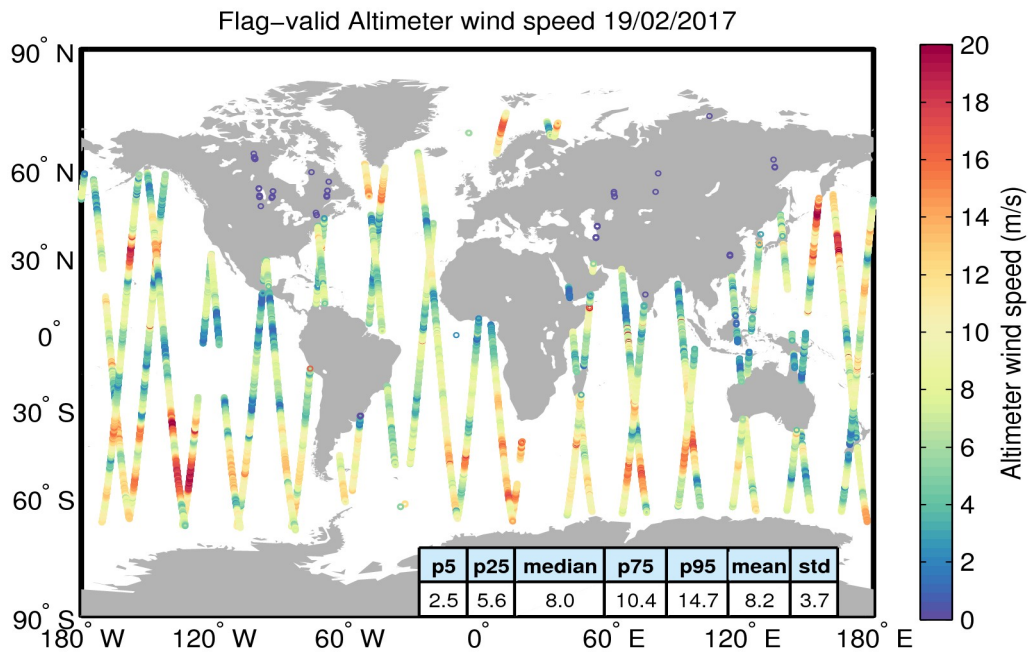 Flag−valid Altimeter wind speed 19/02/2017
90° N
60° N
30° N
0°
30° S
60° S
90° S
180° W
120° W
60° W
0°
60° E
120° E
180° E
p5 p25 median p75 p95 mean std
2.5 5.6 8.0 10.4 14.7 8.2 3.7
20
18
16
14
12
10
8
6
4
2
0
Altimeter wind speed (m/s)